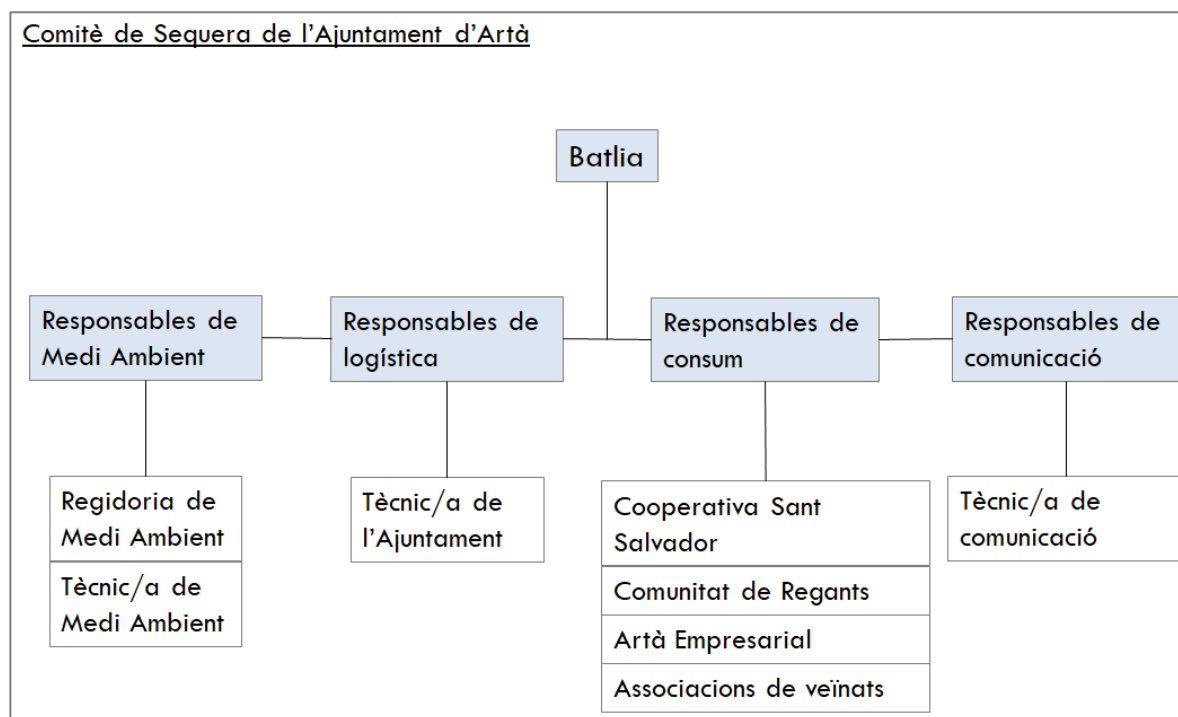 Comitè de Sequera de l'Ajuntament d'Artà
Batlia
Responsables de
Medi Ambient
Responsables de
logística
Responsables de
consum
Responsables de
comunicació
Regidoria de
Medi Ambient
Tècnic/a de
Medi Ambient
Tècnic/a de
l'Ajuntament
Cooperativa Sant
Salvador
Comunitat de Regants
Artà Empresarial
Associacions de veïnats
Tècnic/a de
comunicació